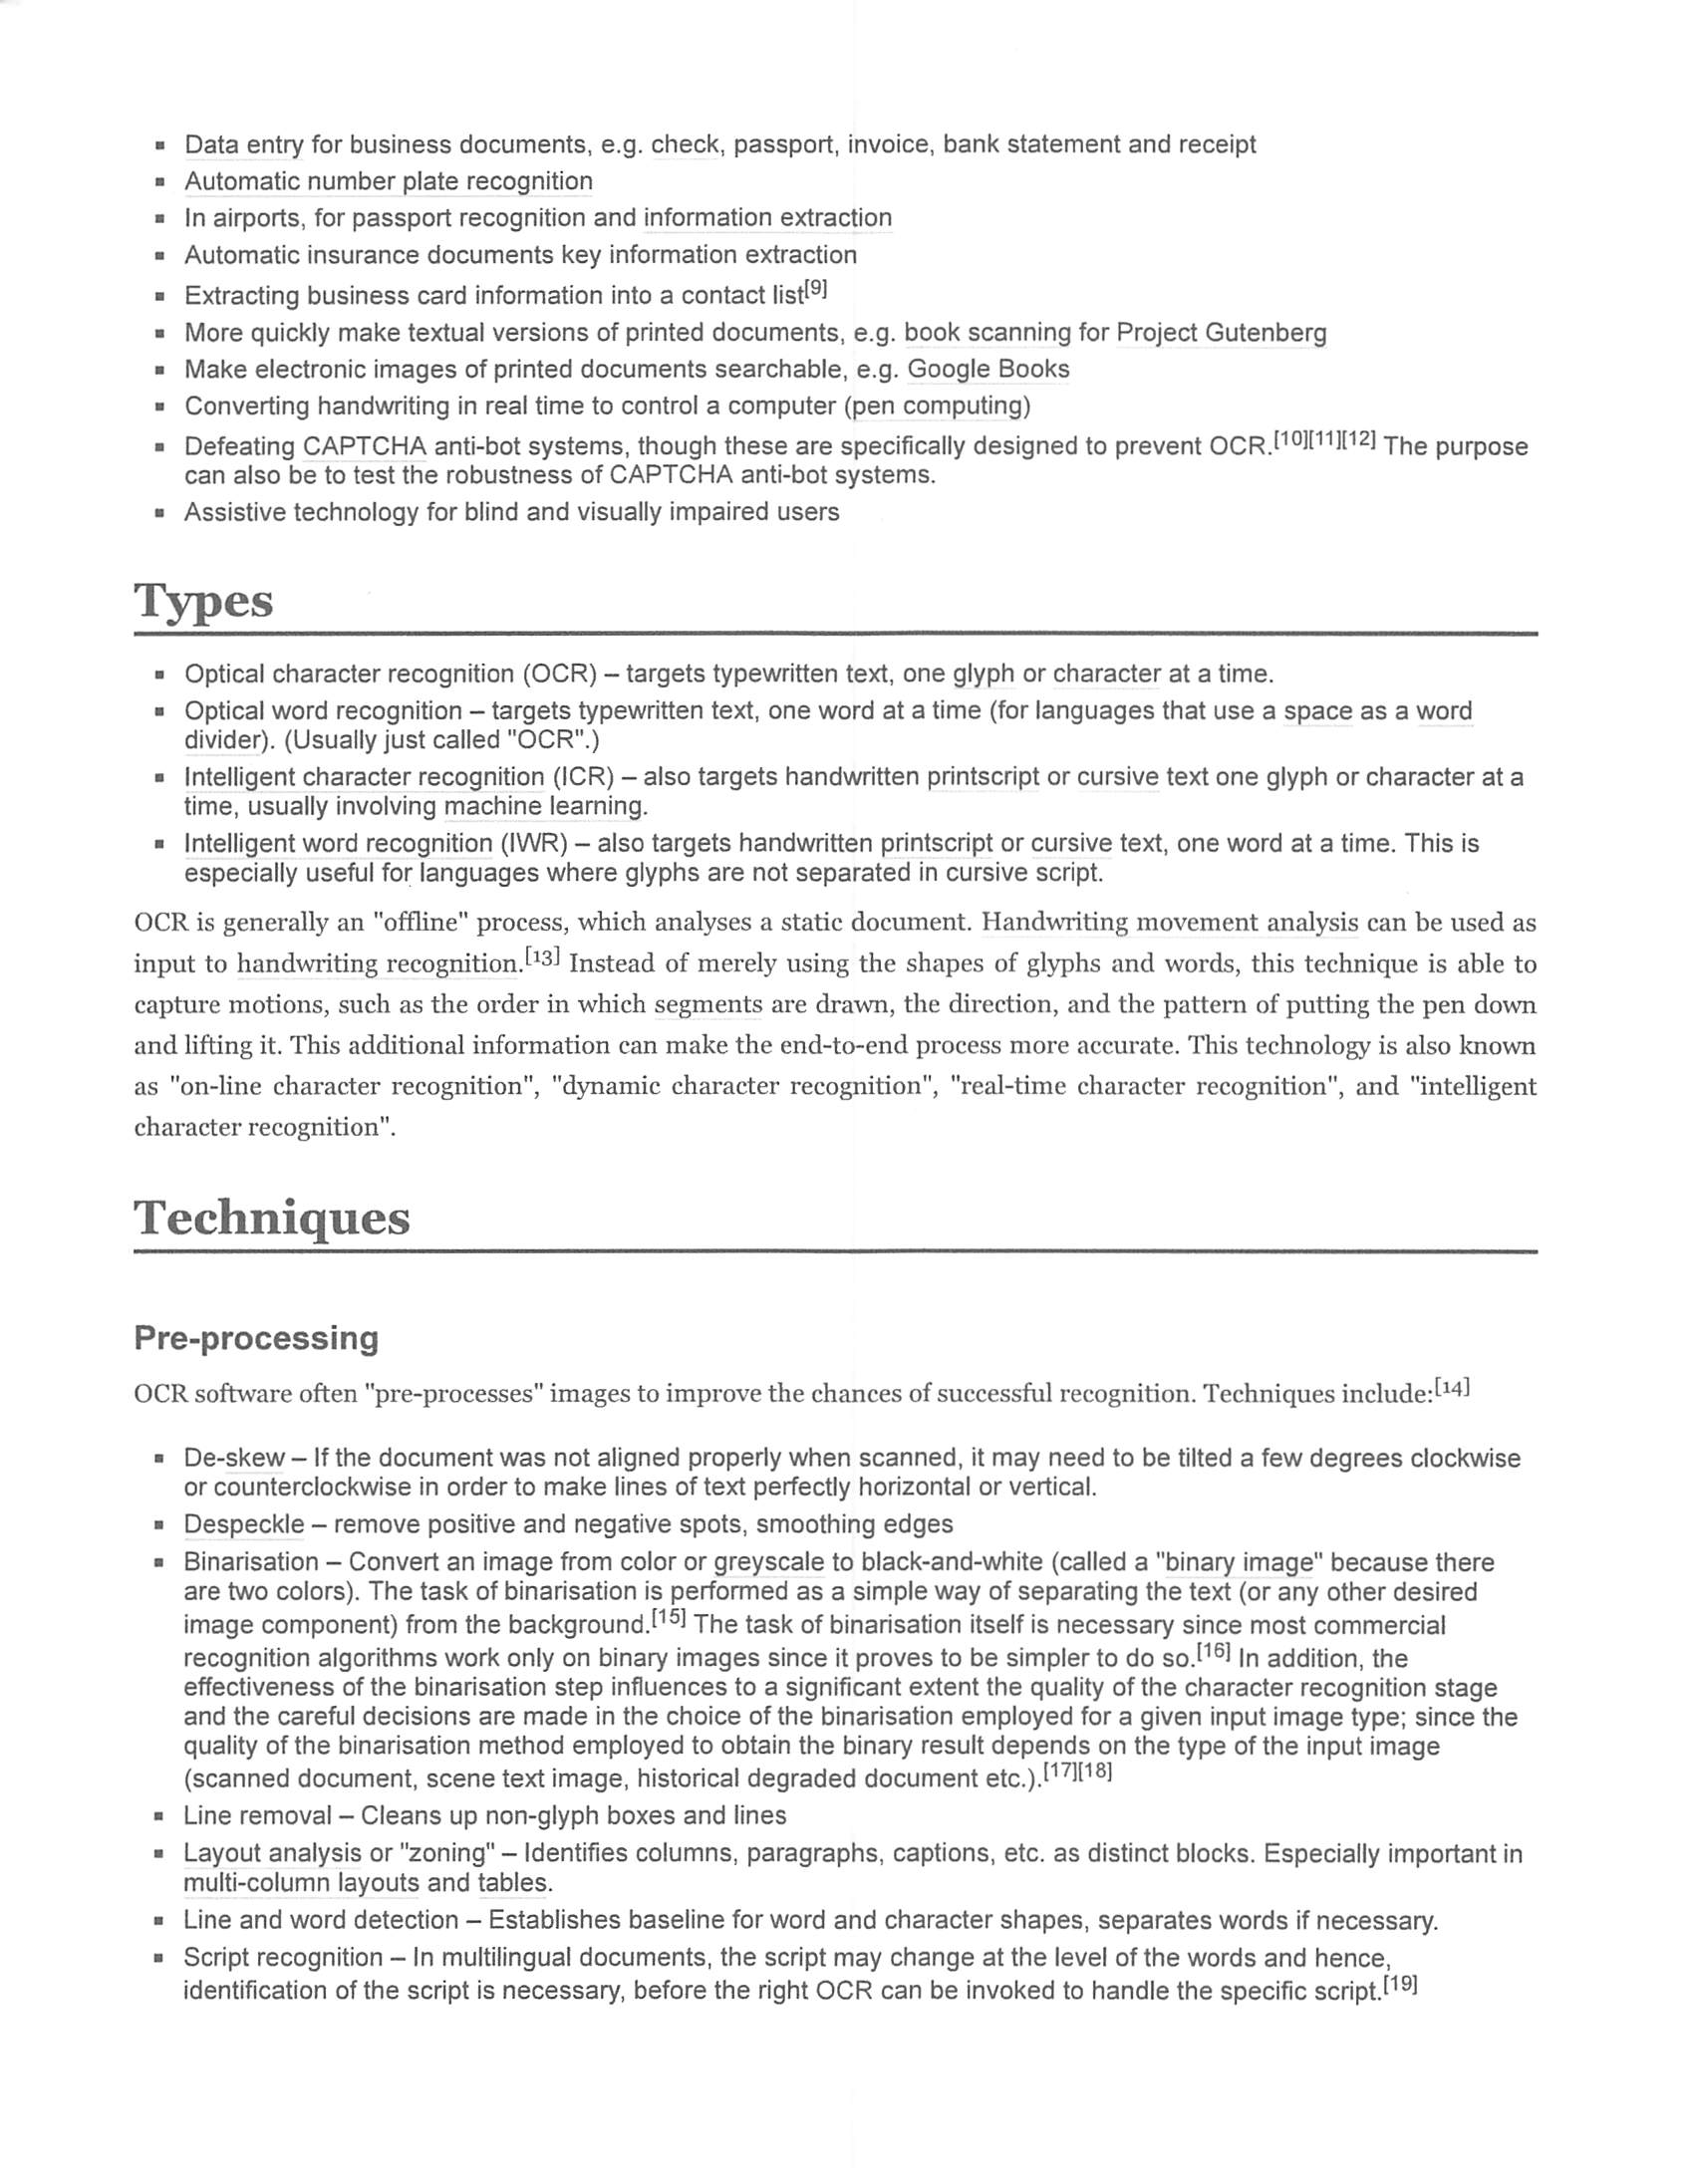 ▪ Data entry for business documents, e.g. check, passport, invoice, bank statement and receipt
▪ Automatic number plate recognition
▪ In airports, for passport recognition and information extraction
▪ Automatic insurance documents key information extraction
▪ Extracting business card information into a contact list[9]
▪ More quickly make textual versions of printed documents, e.g. book scanning for Project Gutenberg
▪ Make electronic images of printed documents searchable, e.g. Google Books
▪ Converting handwriting in real time to control a computer (pen computing)
▪ Defeating CAPTCHA anti-bot systems, though these are specifically designed to prevent OCR.[10][11][12] The purpose
can also be to test the robustness of CAPTCHA anti-bot systems.
▪ Assistive technology for blind and visually impaired users
Types
▪ Optical character recognition (OCR) – targets typewritten text, one glyph or character at a time.
▪ Optical word recognition – targets typewritten text, one word at a time (for languages that use a space as a word
divider). (Usually just called "OCR".)
▪ Intelligent character recognition (ICR) – also targets handwritten printscript or cursive text one glyph or character at a
time, usually involving machine learning.
▪ Intelligent word recognition (IWR) – also targets handwritten printscript or cursive text, one word at a time. This is
especially useful for languages where glyphs are not separated in cursive script.
OCR is generally an "offline" process, which analyses a static document. Handwriting movement analysis can be used as
input to handwriting recognition.[13] Instead of merely using the shapes of glyphs and words, this technique is able to
capture motions, such as the order in which segments are drawn, the direction, and the pattern of putting the pen down
and lifting it. This additional information can make the end-to-end process more accurate. This technology is also known
as "on-line character recognition", "dynamic character recognition", "real-time character recognition", and "intelligent
character recognition".
Techniques
Pre-processing
OCR software often "pre-processes" images to improve the chances of successful recognition. Techniques include:[14]
▪ De-skew – If the document was not aligned properly when scanned, it may need to be tilted a few degrees clockwise
or counterclockwise in order to make lines of text perfectly horizontal or vertical.
▪ Despeckle – remove positive and negative spots, smoothing edges
▪ Binarisation – Convert an image from color or greyscale to black-and-white (called a "binary image" because there
are two colors). The task of binarisation is performed as a simple way of separating the text (or any other desired
image component) from the background.[15] The task of binarisation itself is necessary since most commercial
recognition algorithms work only on binary images since it proves to be simpler to do so.[16] In addition, the
effectiveness of the binarisation step influences to a significant extent the quality of the character recognition stage
and the careful decisions are made in the choice of the binarisation employed for a given input image type; since the
quality of the binarisation method employed to obtain the binary result depends on the type of the input image
(scanned document, scene text image, historical degraded document etc.).[17][18]
▪ Line removal – Cleans up non-glyph boxes and lines
▪ Layout analysis or "zoning" – Identifies columns, paragraphs, captions, etc. as distinct blocks. Especially important in
multi-column layouts and tables.
▪ Line and word detection – Establishes baseline for word and character shapes, separates words if necessary.
▪ Script recognition – In multilingual documents, the script may change at the level of the words and hence,
identification of the script is necessary, before the right OCR can be invoked to handle the specific script.[19]